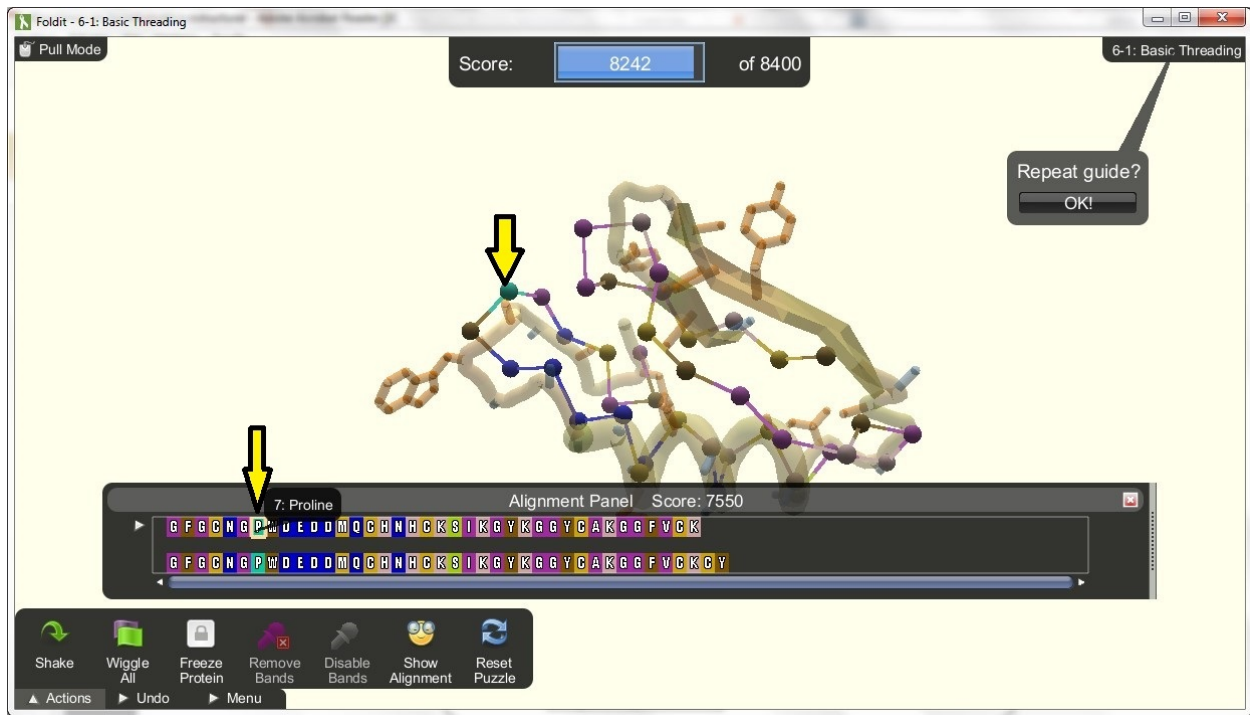 Foldit - 6-1: Basic Threading
Pull Mode
Score: 8242 of 8400
6-1: Basic Threading
Repeat guide?
OK!
7: Proline
Alignment Panel Score: 7550
G F G C N G P W D E D D M Q C H N H C K S I K G Y K G G Y C A K G G F V C K
G F G C N G P W D E D D M Q C H N H C K S I K G Y K G G Y C A K G G F V C K C Y
Shake
Wiggle All
Freeze Protein
Remove Bands
Disable Bands
Show Alignment
Reset Puzzle
Actions
Undo
Menu